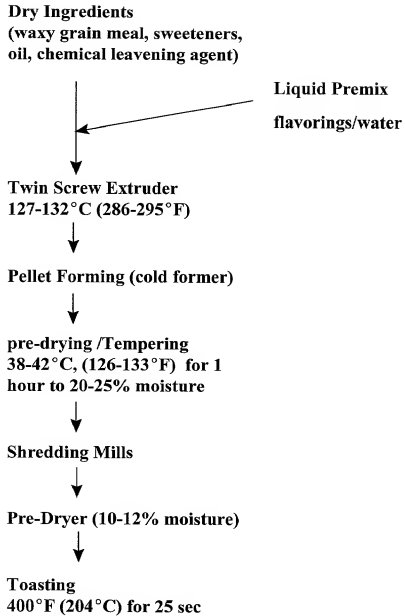 Dry Ingredients
(waxy grain meal, sweeteners,
oil, chemical leavening agent)
Liquid Premix
flavorings/water
Twin Screw Extruder
127-132°C (286-295°F)
Pellet Forming (cold former)
pre-drying /Tempering
38-42°C, (126-133°F) for 1
hour to 20-25% moisture
Shredding Mills
Pre-Dryer (10-12% moisture)
Toasting
400°F (204°C) for 25 sec